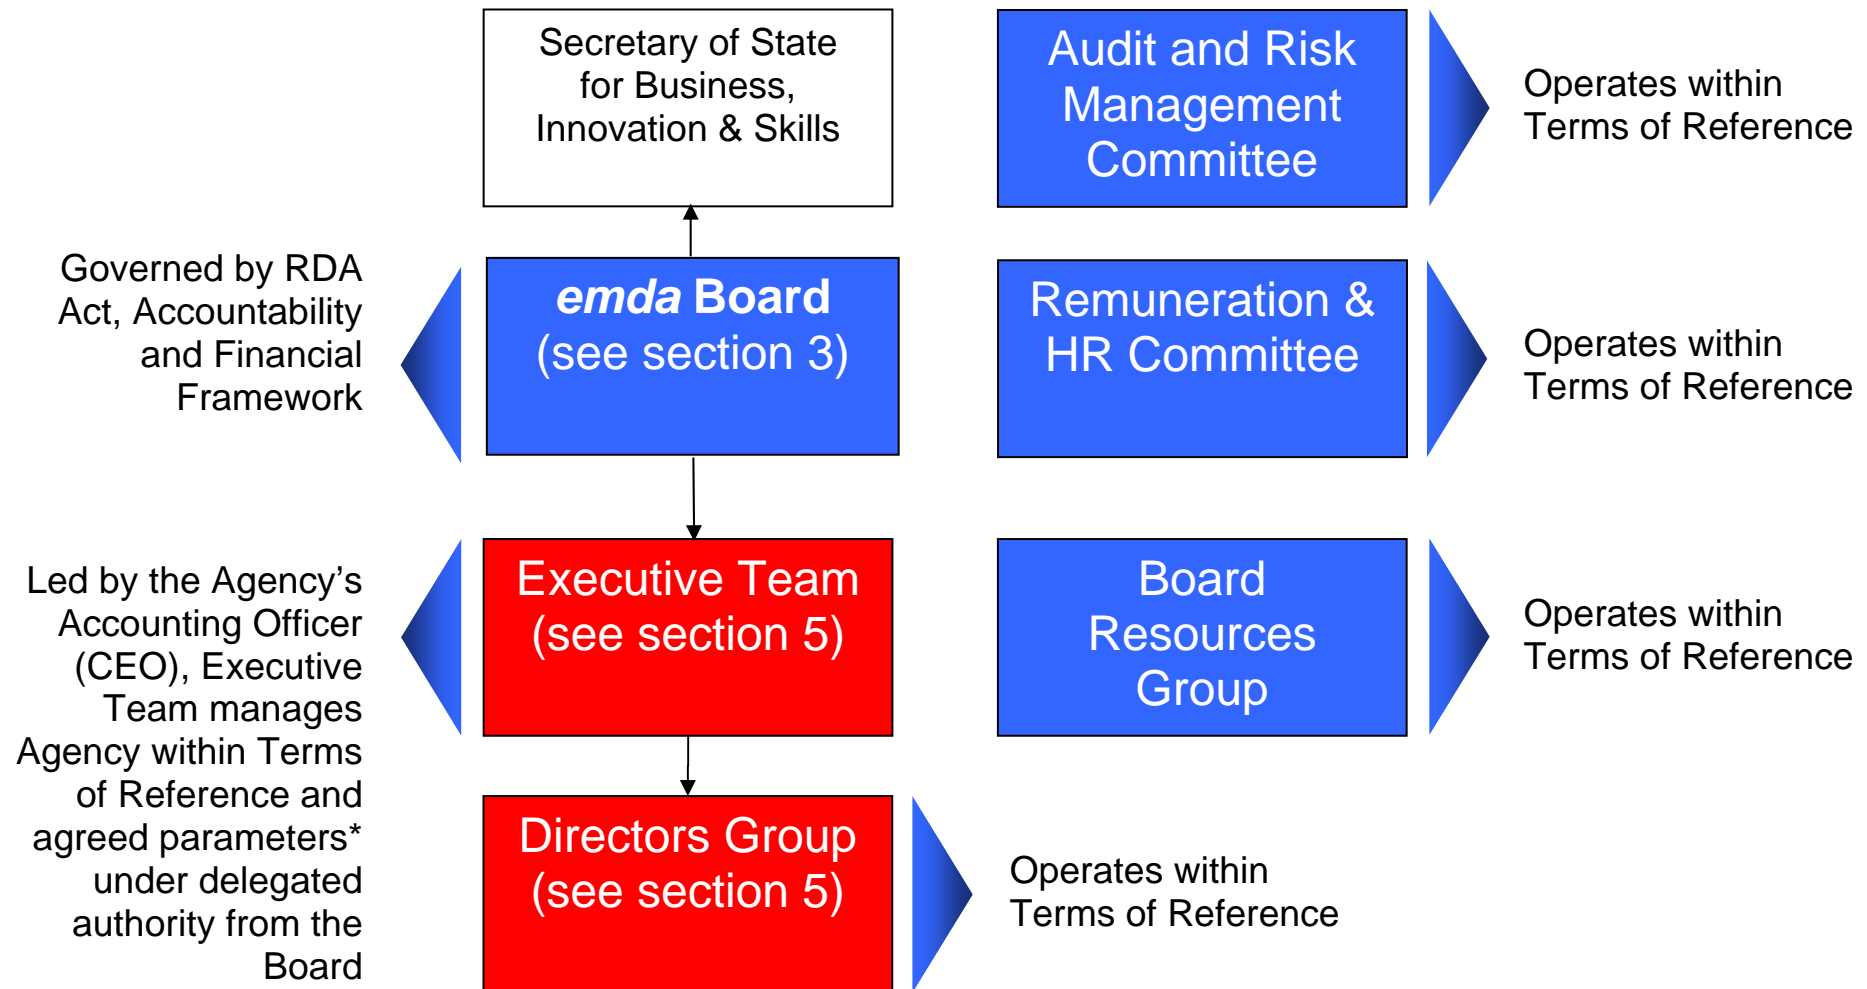 Secretary of State
for Business,
Innovation & Skills
Audit and Risk
Management
Committee
Operates within
Terms of Reference
Governed by RDA
Act, Accountability
and Financial
Framework
emda Board
(see section 3)
Remuneration &
HR Committee
Operates within
Terms of Reference
Led by the Agency’s
Accounting Officer
(CEO), Executive
Team manages
Agency within Terms
of Reference and
agreed parameters*
under delegated
authority from the
Board
Executive Team
(see section 5)
Board
Resources
Group
Operates within
Terms of Reference
Directors Group
(see section 5)
Operates within
Terms of Reference